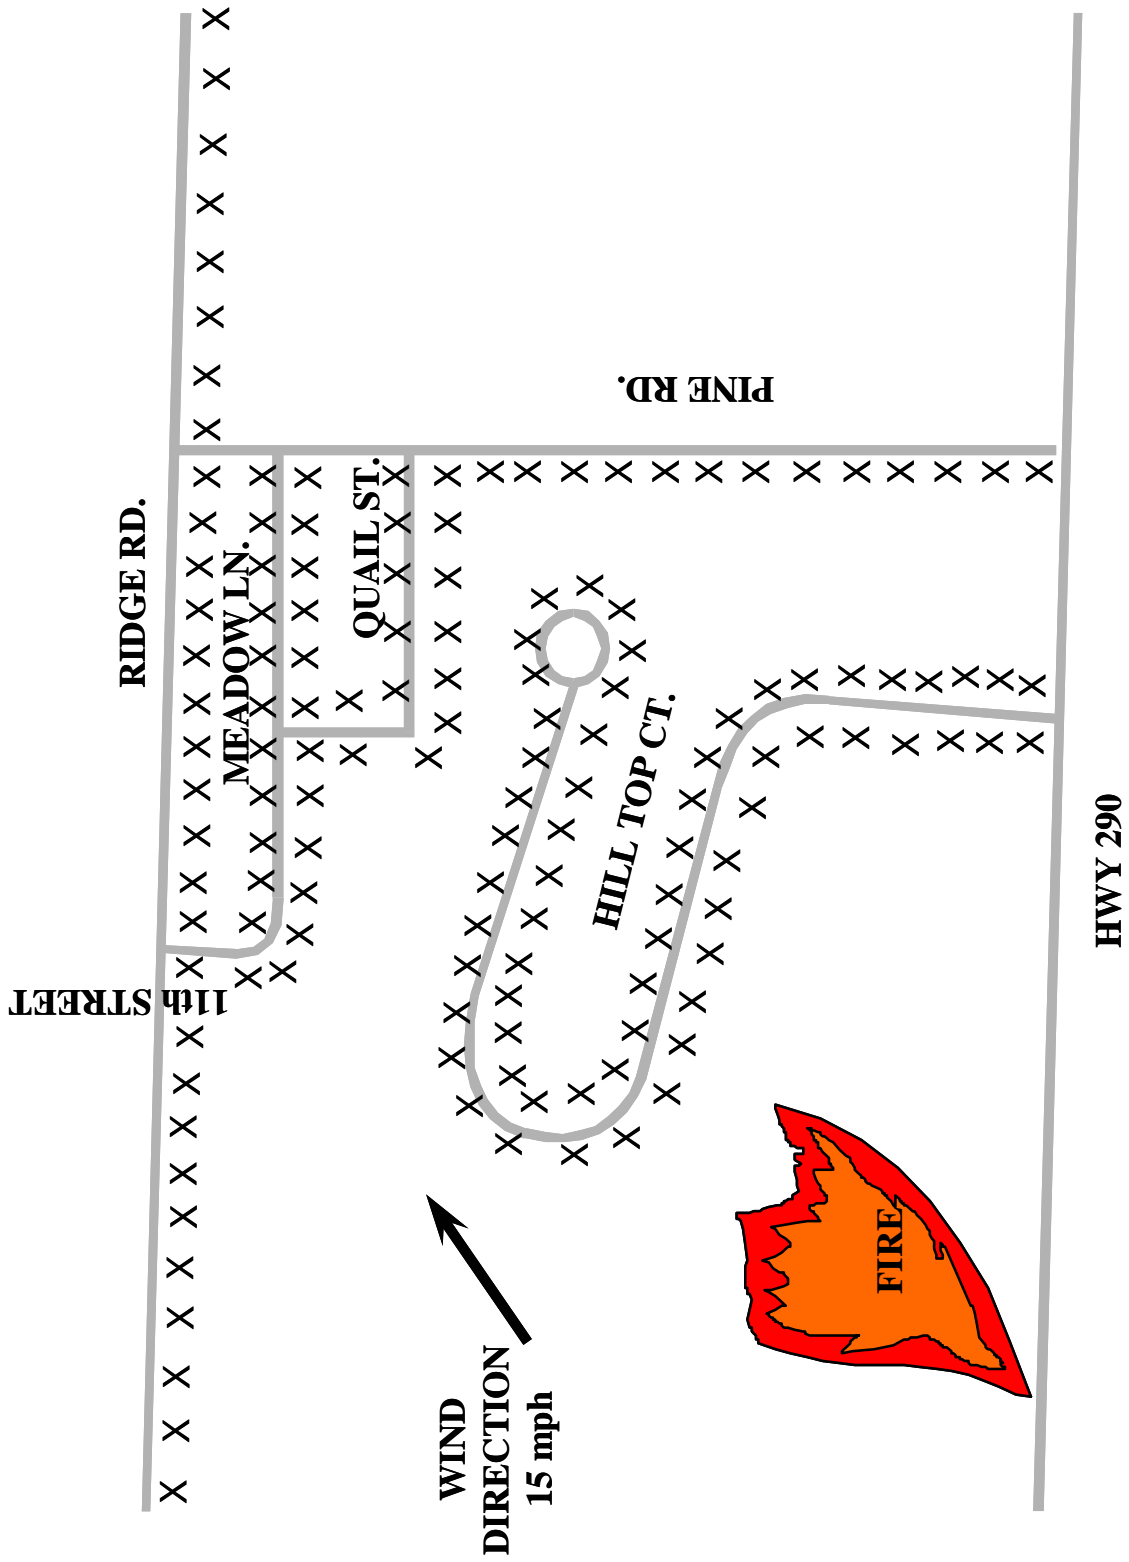 RIDGE RD.
11th STREET
MEADOW LN.
QUAIL ST.
PINE RD.
HILL TOP CT.
WIND
DIRECTION
15 mph
FIRE
HWY 290